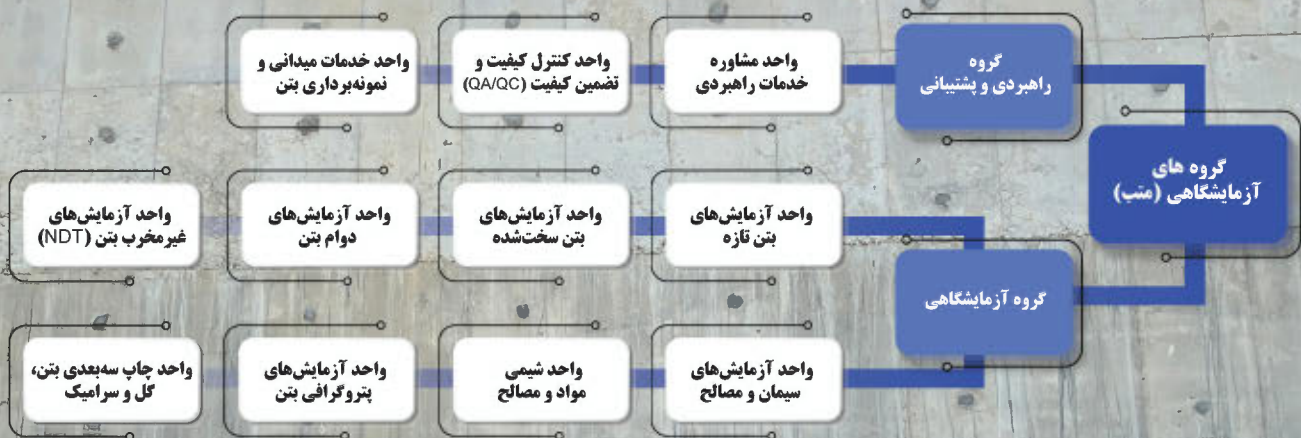 گروه های
آزمایشگاهی (متب)
گروه
راهبردی و پشتیبانی
واحد مشاوره
خدمات راهبردی
واحد کنترل کیفیت و
تضمین کیفیت (QA/QC)
واحد خدمات میدانی و
نمونه‌برداری بتن
گروه آزمایشگاهی
واحد آزمایش‌های
بتن تازه
واحد آزمایش‌های
بتن سخت‌شده
واحد آزمایش‌های
دوام بتن
واحد آزمایش‌های
غیرمخرب بتن (NDT)
واحد آزمایش‌های
سیمان و مصالح
واحد شیمی
مواد و مصالح
واحد آزمایش‌های
پتروگرافی بتن
واحد چاپ سه‌بعدی بتن،
گل و سرامیک